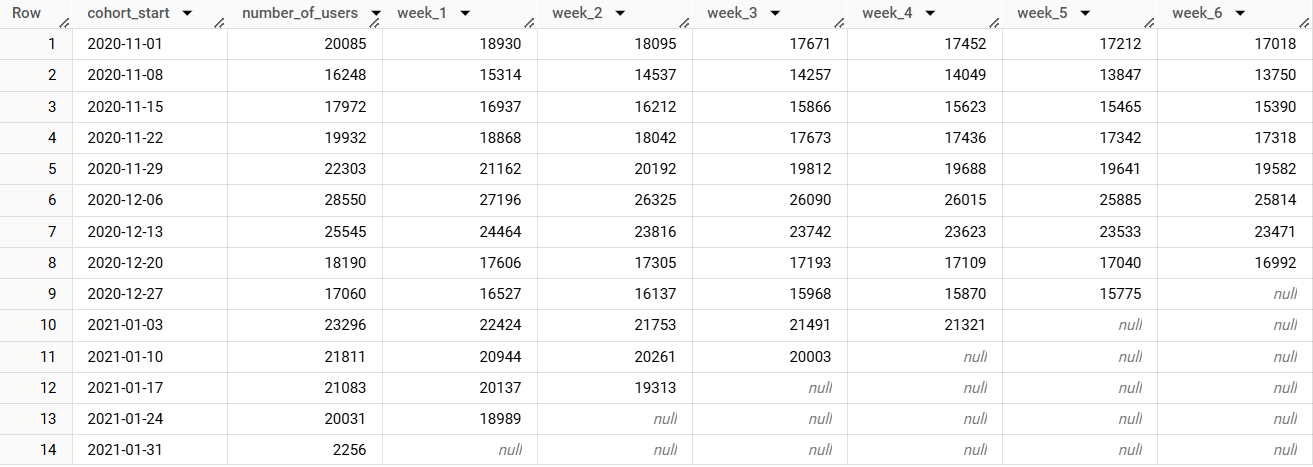 Row cohort_start number_of_users week_1 week_2 week_3 week_4 week_5 week_6
1 2020-11-01 20085 18930 18095 17671 17452 17212 17018
2 2020-11-08 16248 15314 14537 14257 14049 13847 13750
3 2020-11-15 17972 16937 16212 15866 15623 15465 15390
4 2020-11-22 19932 18868 18042 17673 17436 17342 17318
5 2020-11-29 22303 21162 20192 19812 19688 19641 19582
6 2020-12-06 28550 27196 26325 26090 26015 25885 25814
7 2020-12-13 25545 24464 23816 23742 23623 23533 23471
8 2020-12-20 18190 17606 17305 17193 17109 17040 16992
9 2020-12-27 17060 16527 16137 15968 15870 15775 null
10 2021-01-03 23296 22424 21753 21491 21321 null null
11 2021-01-10 21811 20944 20261 20003 null null null
12 2021-01-17 21083 20137 19313 null null null null
13 2021-01-24 20031 18989 null null null null null
14 2021-01-31 2256 null null null null null null